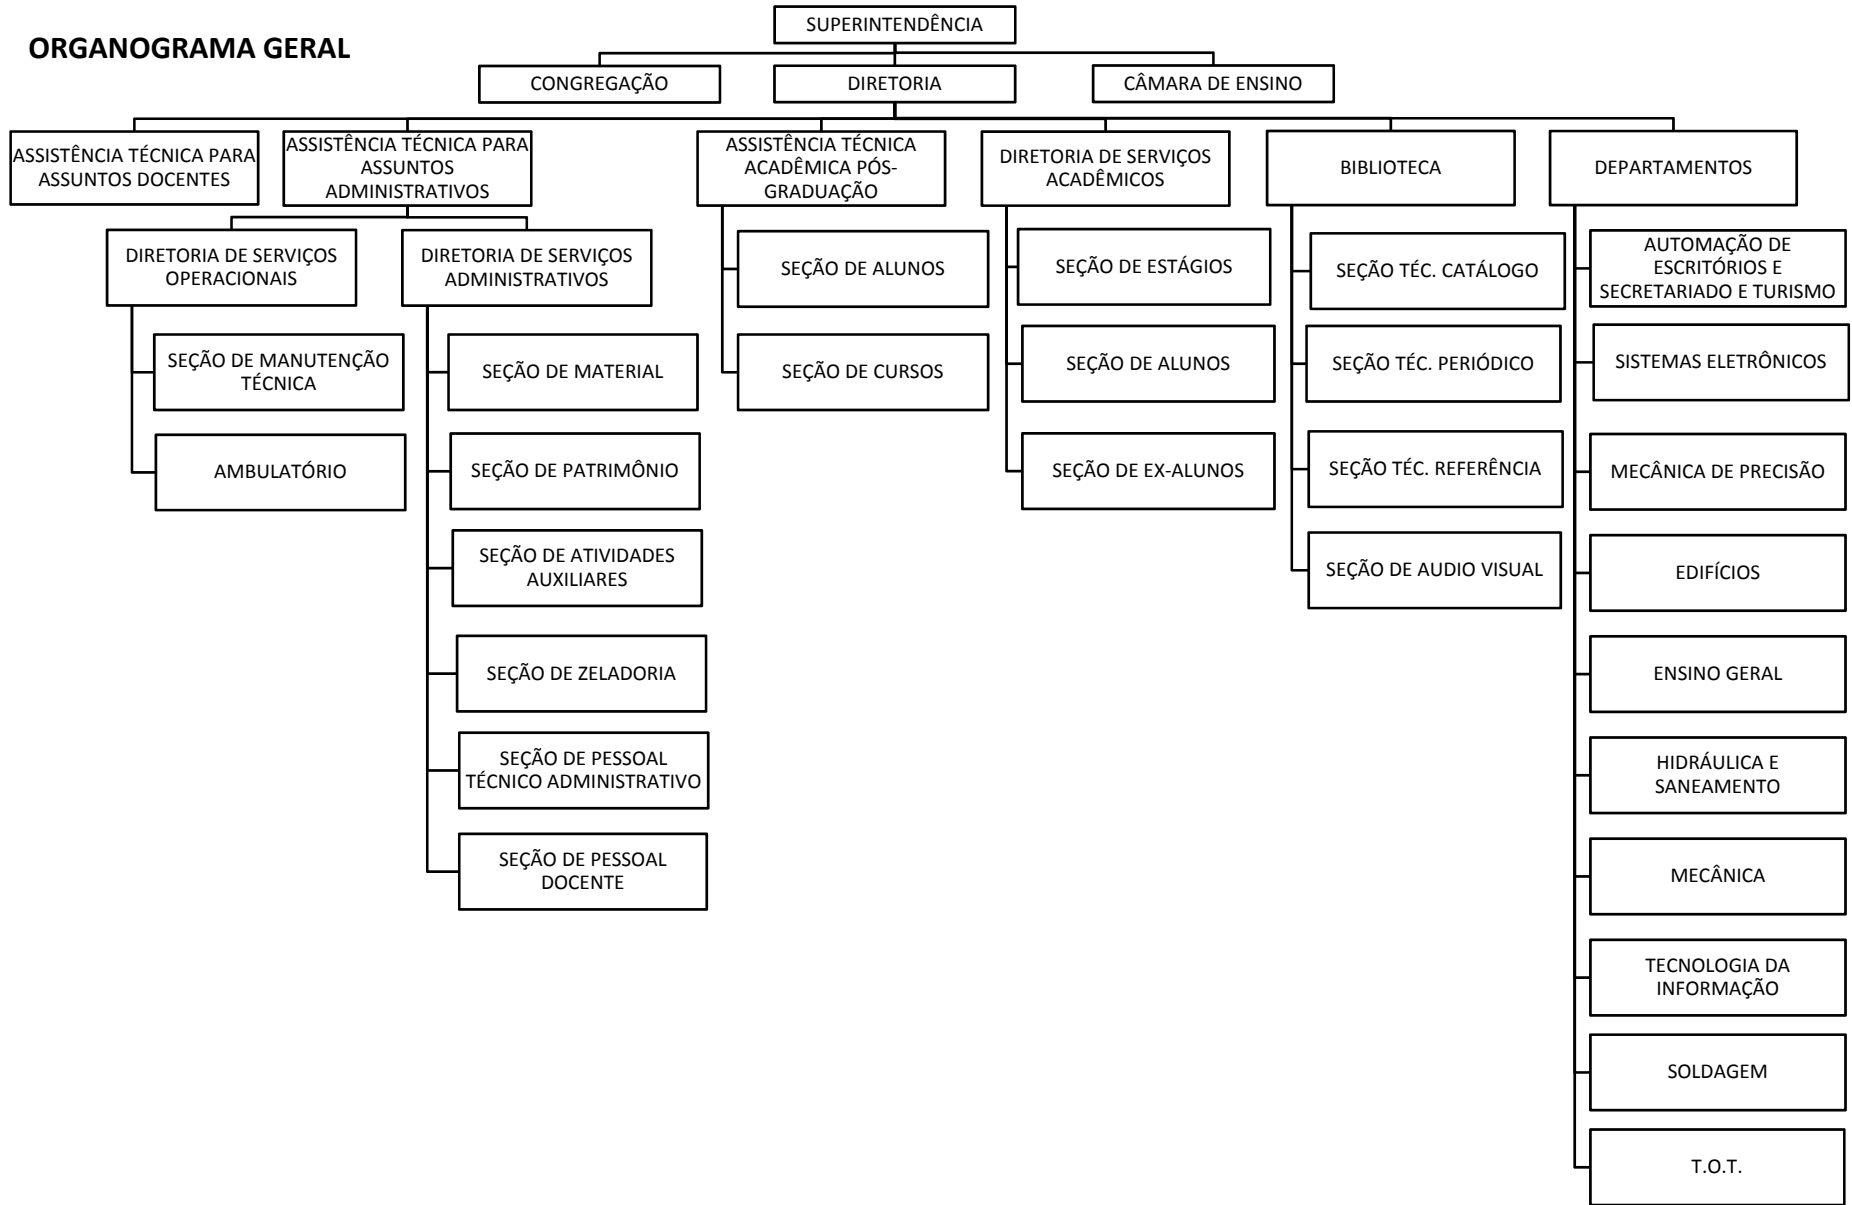 ORGANOGRAMA GERAL
SUPERINTENDÊNCIA
CONGREGAÇÃO
DIRETORIA
CÂMARA DE ENSINO
ASSISTÊNCIA TÉCNICA PARA
ASSUNTOS DOCENTES
ASSISTÊNCIA TÉCNICA PARA
ASSUNTOS
ADMINISTRATIVOS
ASSISTÊNCIA TÉCNICA
ACADÊMICA PÓS-
GRADUAÇÃO
DIRETORIA DE SERVIÇOS
ACADÊMICOS
BIBLIOTECA
DEPARTAMENTOS
DIRETORIA DE SERVIÇOS
OPERACIONAIS
SEÇÃO DE MANUTENÇÃO
TÉCNICA
AMBULATÓRIO
DIRETORIA DE SERVIÇOS
ADMINISTRATIVOS
SEÇÃO DE MATERIAL
SEÇÃO DE PATRIMÔNIO
SEÇÃO DE ATIVIDADES
AUXILIARES
SEÇÃO DE ZELADORIA
SEÇÃO DE PESSOAL
TÉCNICO ADMINISTRATIVO
SEÇÃO DE PESSOAL
DOCENTE
SEÇÃO DE ALUNOS
SEÇÃO DE CURSOS
SEÇÃO DE ESTÁGIOS
SEÇÃO DE ALUNOS
SEÇÃO DE EX-ALUNOS
SEÇÃO TÉC. CATÁLOGO
SEÇÃO TÉC. PERIÓDICO
SEÇÃO TÉC. REFERÊNCIA
SEÇÃO DE AUDIO VISUAL
AUTOMAÇÃO DE
ESCRITÓRIOS E
SECRETARIADO E TURISMO
SISTEMAS ELETRÔNICOS
MECÂNICA DE PRECISÃO
EDIFÍCIOS
ENSINO GERAL
HIDRÁULICA E
SANEAMENTO
MECÂNICA
TECNOLOGIA DA
INFORMAÇÃO
SOLDAGEM
T.O.T.